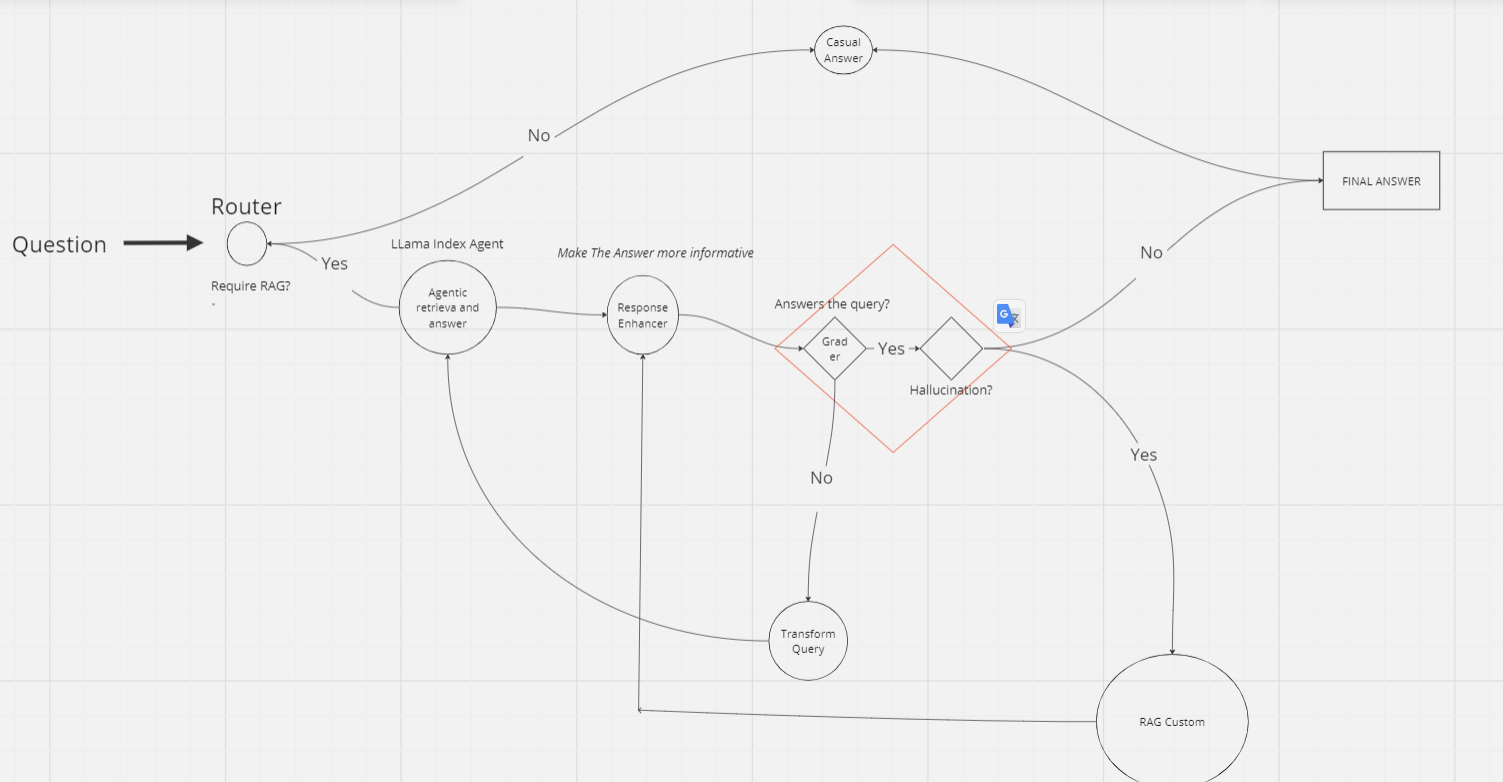 Casual
Answer
No
FINAL ANSWER
Router
Question
Require RAG?
-
Yes
LLama Index Agent
Agentic
retrieva and
answer
Make The Answer more informative
Response
Enhancer
Answers the query?
Grad
er
Yes
Hallucination?
G
No
Yes
No
Transform
Query
RAG Custom